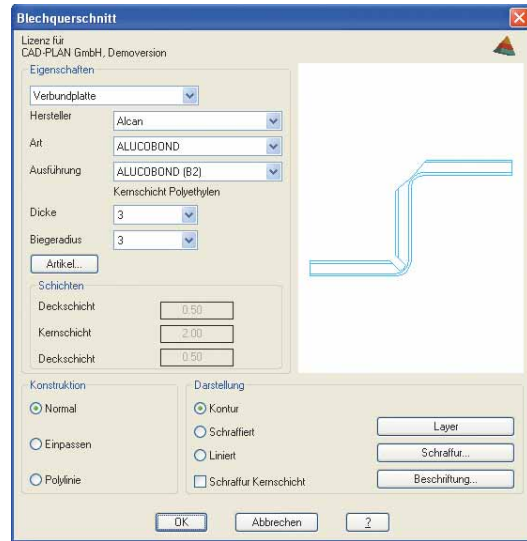 Blechquerschnitt
Lizenz für
CAD-PLAN GmbH, Demoversion
Eigenschaften
Verbundplatte
Hersteller Alcan
Art ALUCOBOND
Ausführung ALUCOBOND (B2)
Kernschicht Polyethylen
Dicke 3
Biegeradius 3
Artikel...
Schichten
Deckschicht 0.50
Kernschicht 2.00
Deckschicht 0.50
Konstruktion
Normal
Einpassen
Polylinie
Darstellung
Kontur
Schraffiert
Liniert
Schraffur Kernschicht
Layer
Schraffur...
Beschriftung...
OK Abbrechen ?